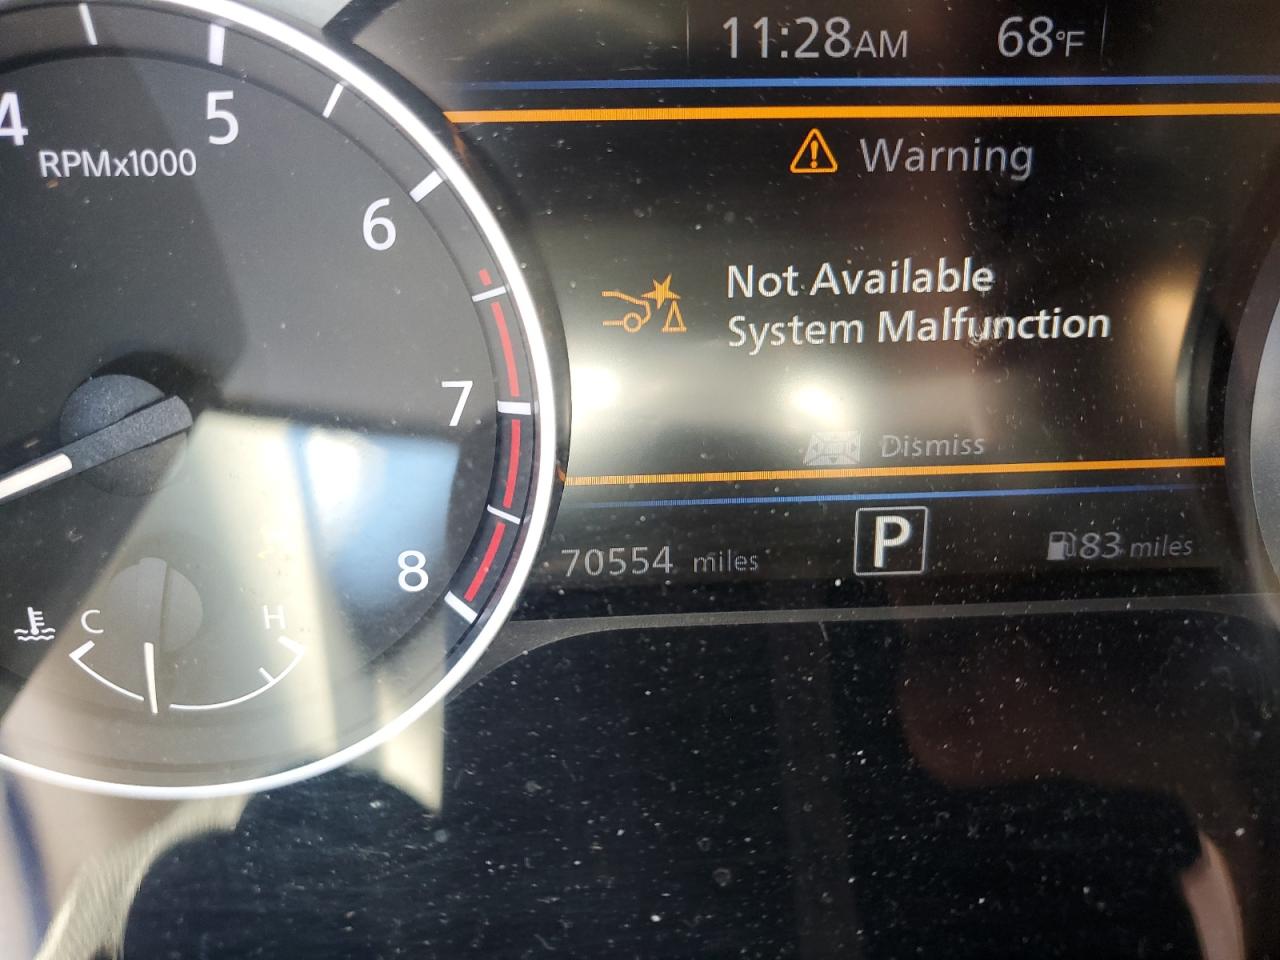 11:28AM 68°F
4
5
RPMx1000
Warning
6
Not Available
System Malfunction
7
Dismiss
P
70554 miles
83 miles
8
C H